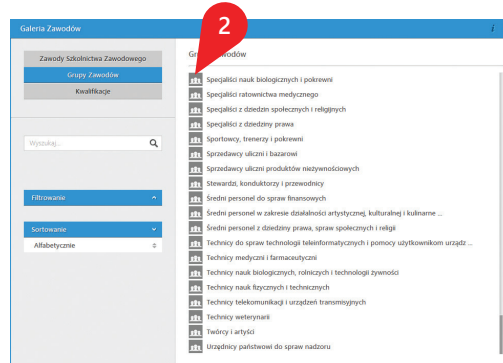 Galeria Zawodów
2
i
Zawody Szkolnictwa Zawodowego
Grupy Zawodów
Kwalifikacje
Wyszukaj...
Filtrowanie
Sortowanie
Alfabetycznie
Specjaliści nauk biologicznych i pokrewni
Specjaliści ratownictwa medycznego
Specjaliści z dziedzin społecznych i religijnych
Specjaliści z dziedziny prawa
Sportowcy, trenerzy i pokrewni
Sprzedawcy uliczni i bazarowi
Sprzedawcy uliczni produktów nieżywnościowych
Stewardzi, konduktorzy i przewodnicy
Średni personel do spraw finansowych
Średni personel w zakresie działalności artystycznej, kulturalnej i kulinarne ...
Średni personel z dziedziny prawa, spraw społecznych i religii
Technicy do spraw technologii teleinformatycznych i pomocy użytkownikom urządz ...
Technicy medyczni i farmaceutyczni
Technicy nauk biologicznych, rolniczych i technologii żywności
Technicy nauk fizycznych i technicznych
Technicy telekomunikacji i urządzeń transmisyjnych
Technicy weterynarii
Twórcy i artyści
Urzędnicy państwowi do spraw nadzoru